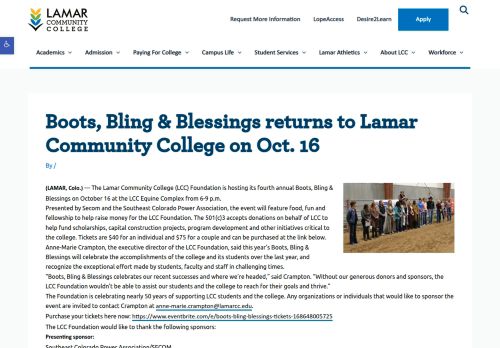 LAMAR
COMMUNITY
COLLEGE
Request More Information LopeAccess Desire2Learn Apply
Academics Admission Paying For College Campus Life Student Services Lamar Athletics About LCC Workforce
Boots, Bling & Blessings returns to Lamar
Community College on Oct. 16
By /
(LAMAR, Colo.) — The Lamar Community College (LCC) Foundation is hosting its fourth annual Boots, Bling &
Blessings on October 16 at the LCC Equine Complex from 6-9 p.m.
Presented by Secom and the Southeast Colorado Power Association, the event will feature food, fun and
fellowship to help raise money for the LCC Foundation. The 501(c)3 accepts donations on behalf of LCC to
help fund scholarships, capital construction projects, program development and other initiatives critical to
the college. Tickets are $40 for an individual and $75 for a couple and can be purchased at the link below.
Anne-Marie Crampton, the executive director of the LCC Foundation, said this year's Boots, Bling &
Blessings will celebrate the accomplishments of the college and its students over the last year, and
recognize the exceptional effort made by students, faculty and staff in challenging times.
"Boots, Bling & Blessings celebrates our recent successes and where we're headed," said Crampton. "Without our generous donors and sponsors, the
LCC Foundation wouldn't be able to assist our students and the college to reach for their goals and thrive."
The Foundation is celebrating nearly 50 years of supporting LCC students and the college. Any organizations or individuals that would like to sponsor the
event are invited to contact Crampton at anne-marie.crampton@lamarcc.edu.
Purchase your tickets here now: https://www.eventbrite.com/e/boots-bling-blessings-tickets-168648005725
The LCC Foundation would like to thank the following sponsors:
Presenting sponsor:
Southeast Colorado Power Association/SECOM